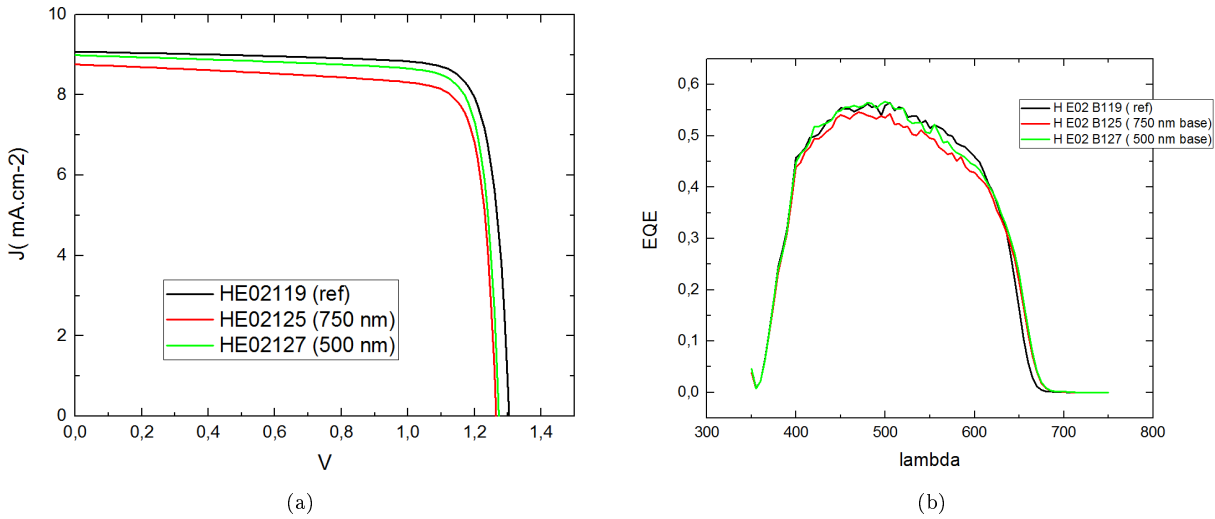 10
8
6
4
2
0
J( mA.cm-2)
HE02119 (ref)
HE02125 (750 nm)
HE02127 (500 nm)
0,0 0,2 0,4 0,6 0,8 1,0 1,2 1,4
V
(a)
0,6
0,5
0,4
0,3
0,2
0,1
0,0
EQE
H E02 B119 ( ref)
H E02 B125 ( 750 nm base)
H E02 B127 ( 500 nm base)
300 400 500 600 700 800
lambda
(b)